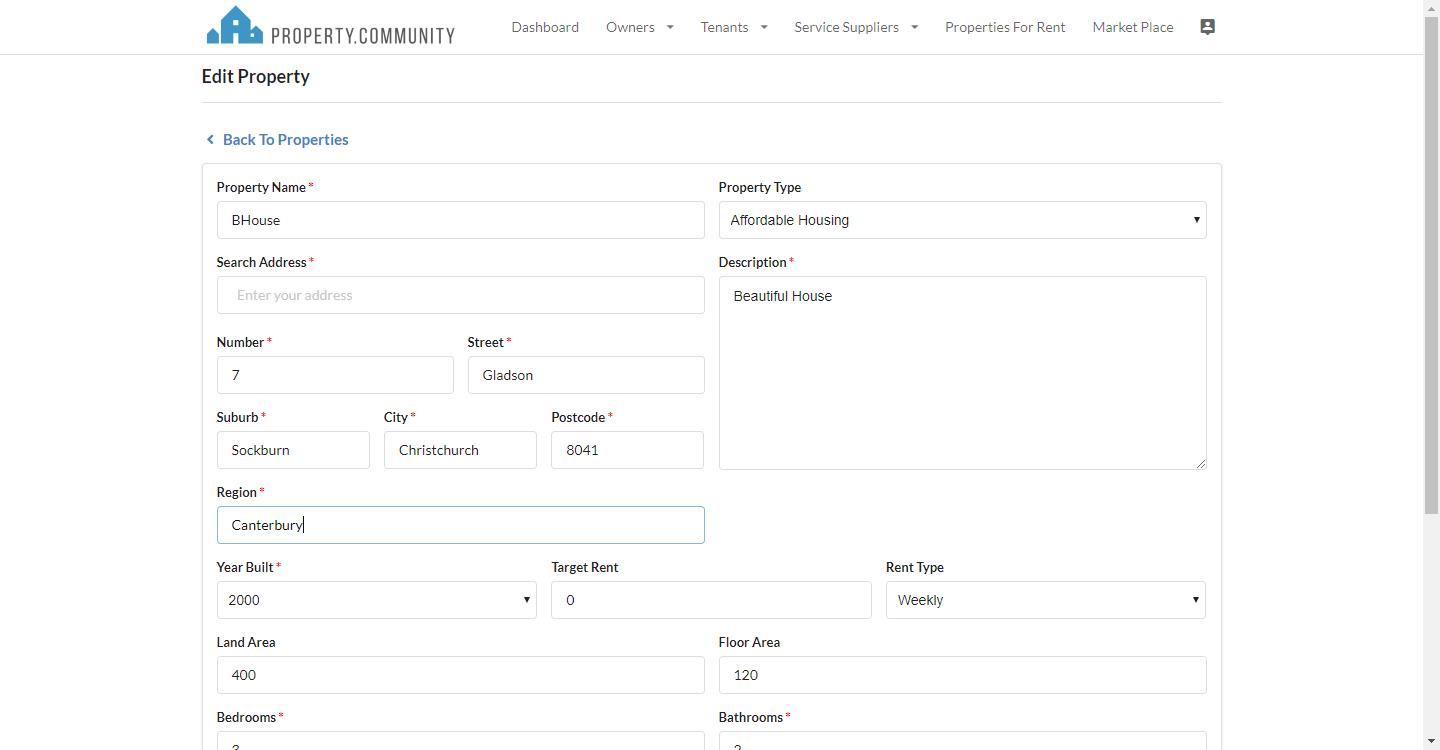 PROPERTY.COMMUNITY
Dashboard Owners Tenants Service Suppliers Properties For Rent Market Place
Edit Property
Back To Properties
Property Name * Property Type
BHouse Affordable Housing
Search Address * Description *
Enter your address Beautiful House
Number * Street *
7 Gladson
Suburb * City * Postcode *
Sockburn Christchurch 8041
Region *
Canterbury
Year Built * Target Rent Rent Type
2000 0 Weekly
Land Area Floor Area
400 120
Bedrooms * Bathrooms *
3 2